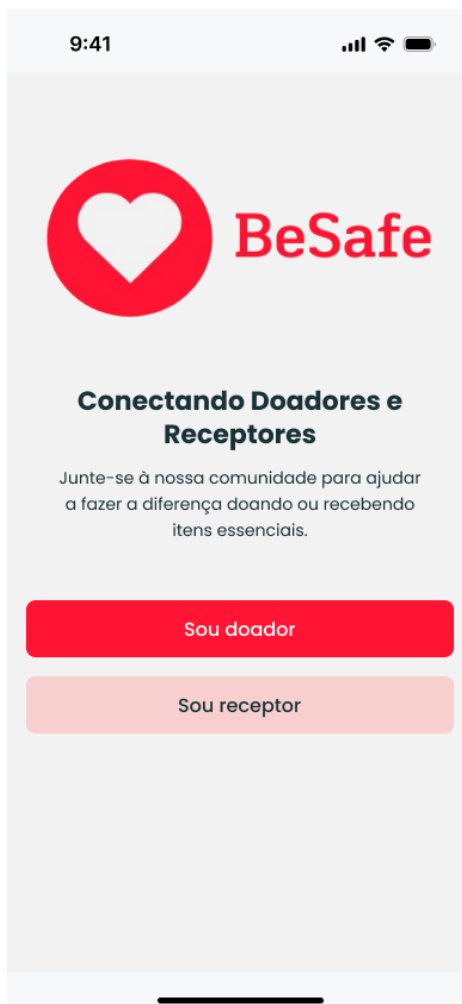 9:41
BeSafe
Conectando Doadores e
Receptores
Junte-se à nossa comunidade para ajudar
a fazer a diferença doando ou recebendo
itens essenciais.
Sou doador
Sou receptor